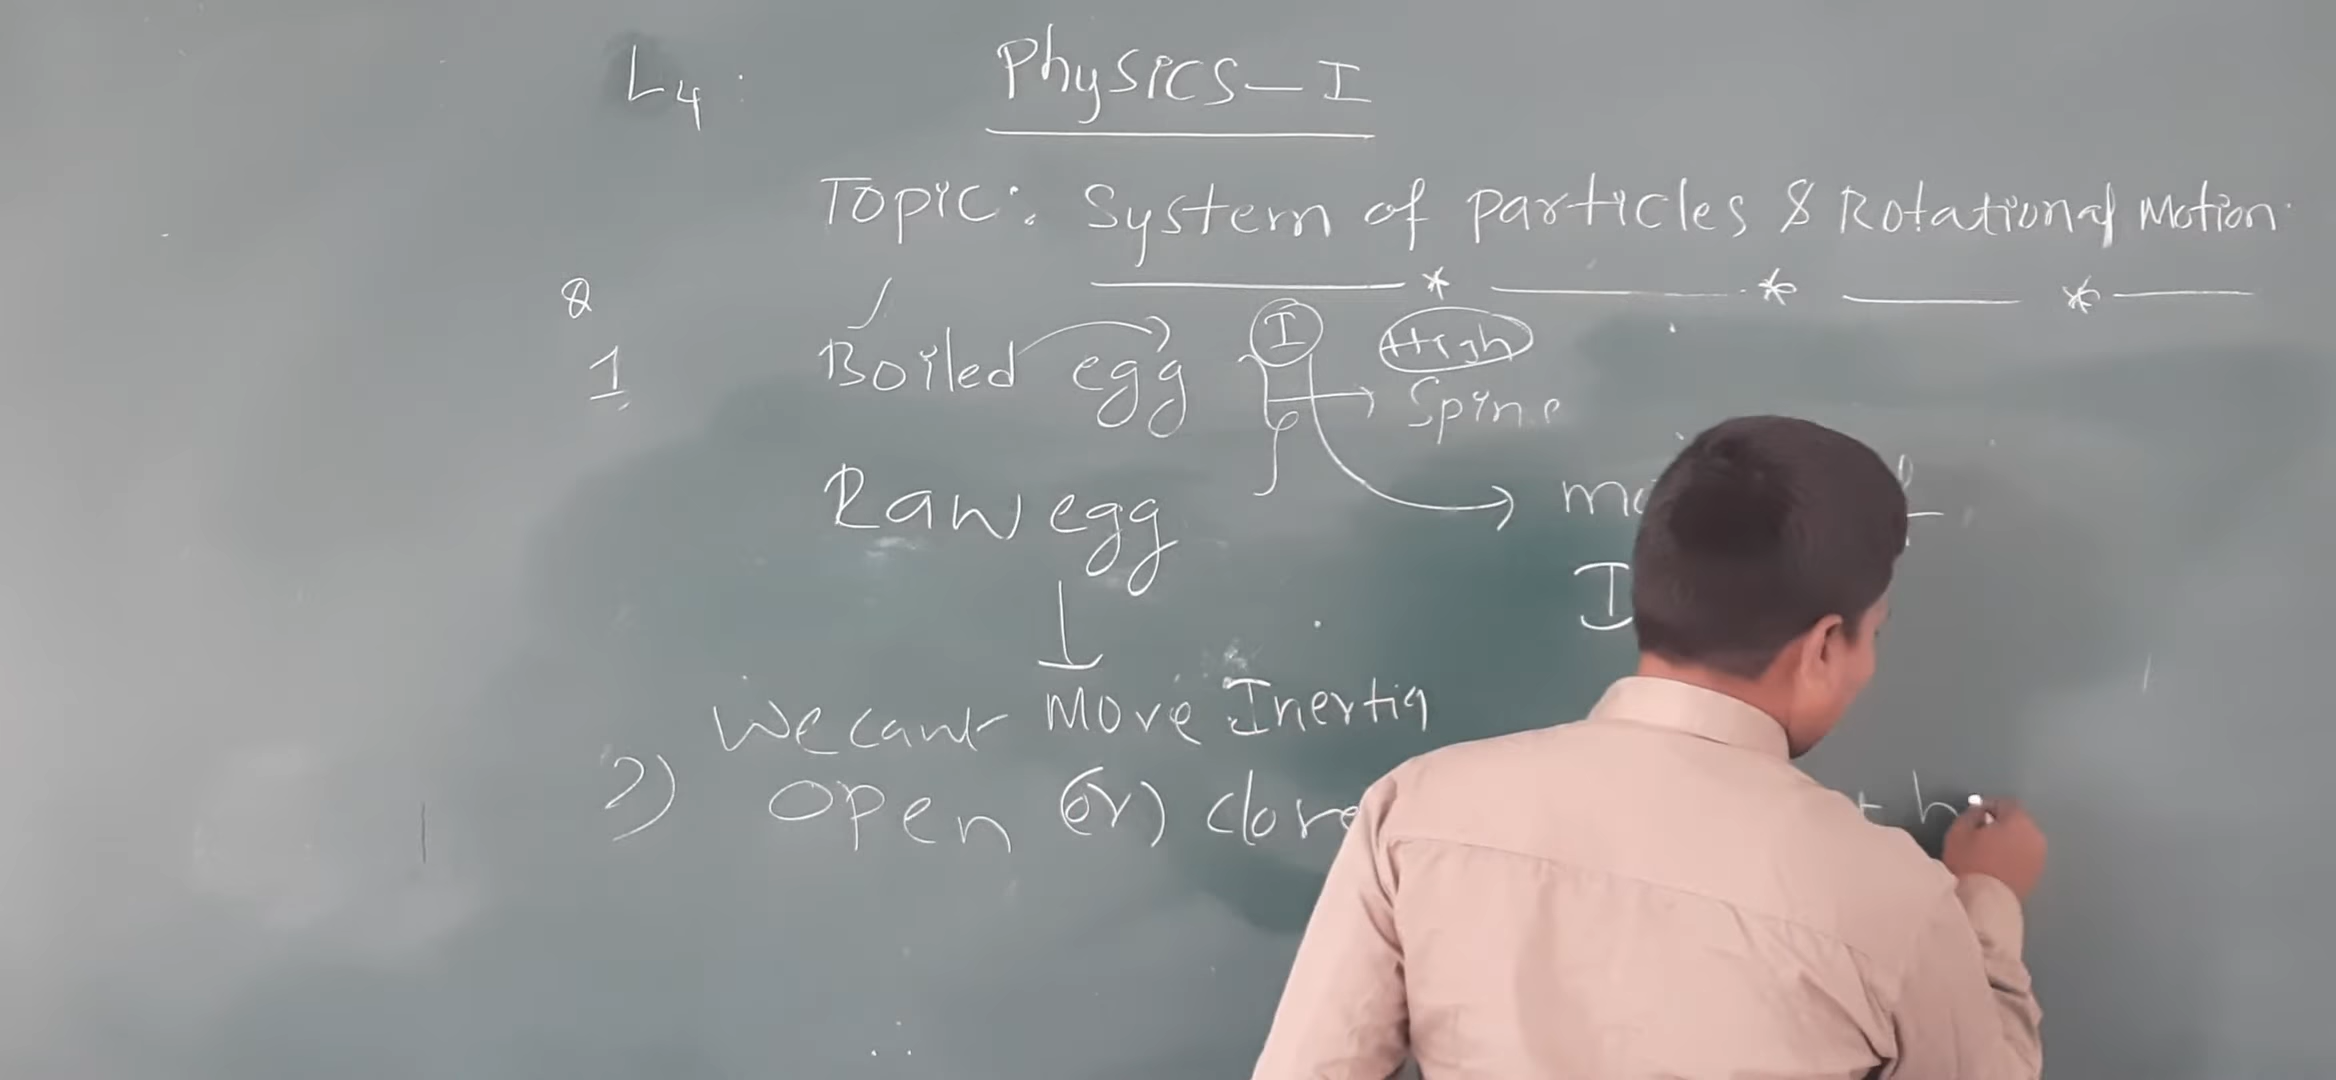 L4: Physics-I
Topic: System of particles & Rotational Motion.
Q
1 Boiled egg I High
Spine
Raw egg
I
We cant More Inertia
2) Open (or) close